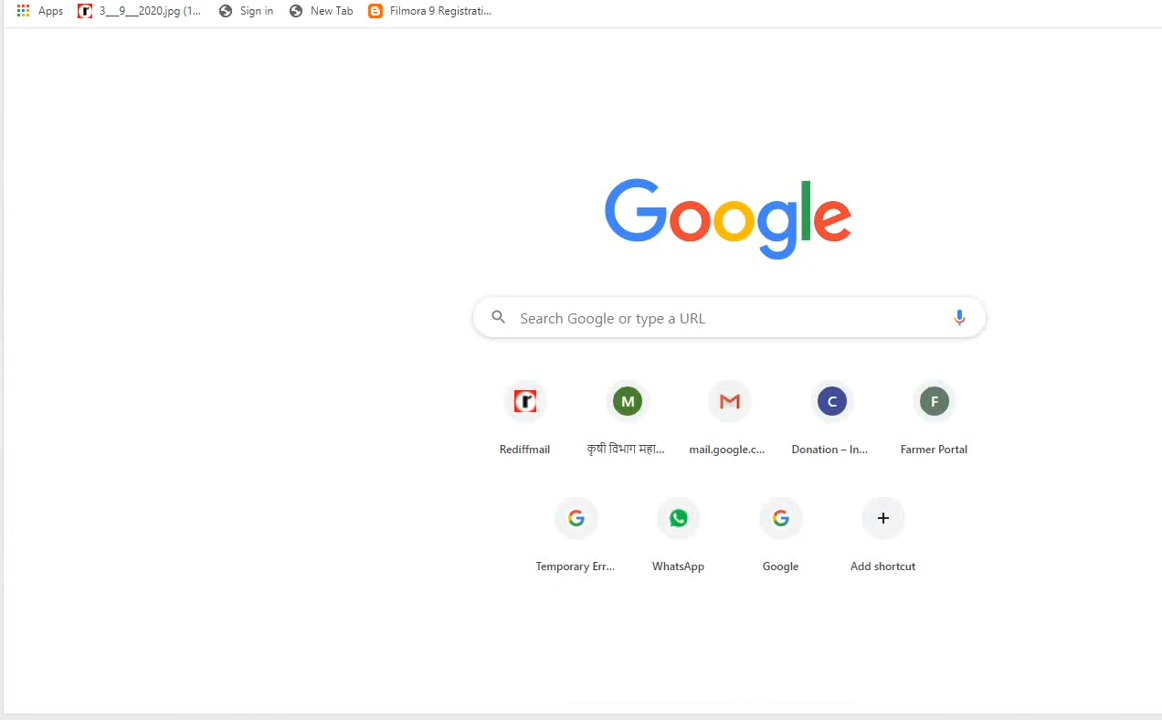 Apps 3___9___2020.jpg (1... Sign in New Tab Filmora 9 Registrati...
Google
Search Google or type a URL
M C F
Rediffmail कृषी विभाग महा... mail.google.c... Donation – In... Farmer Portal
Temporary Err... WhatsApp Google Add shortcut